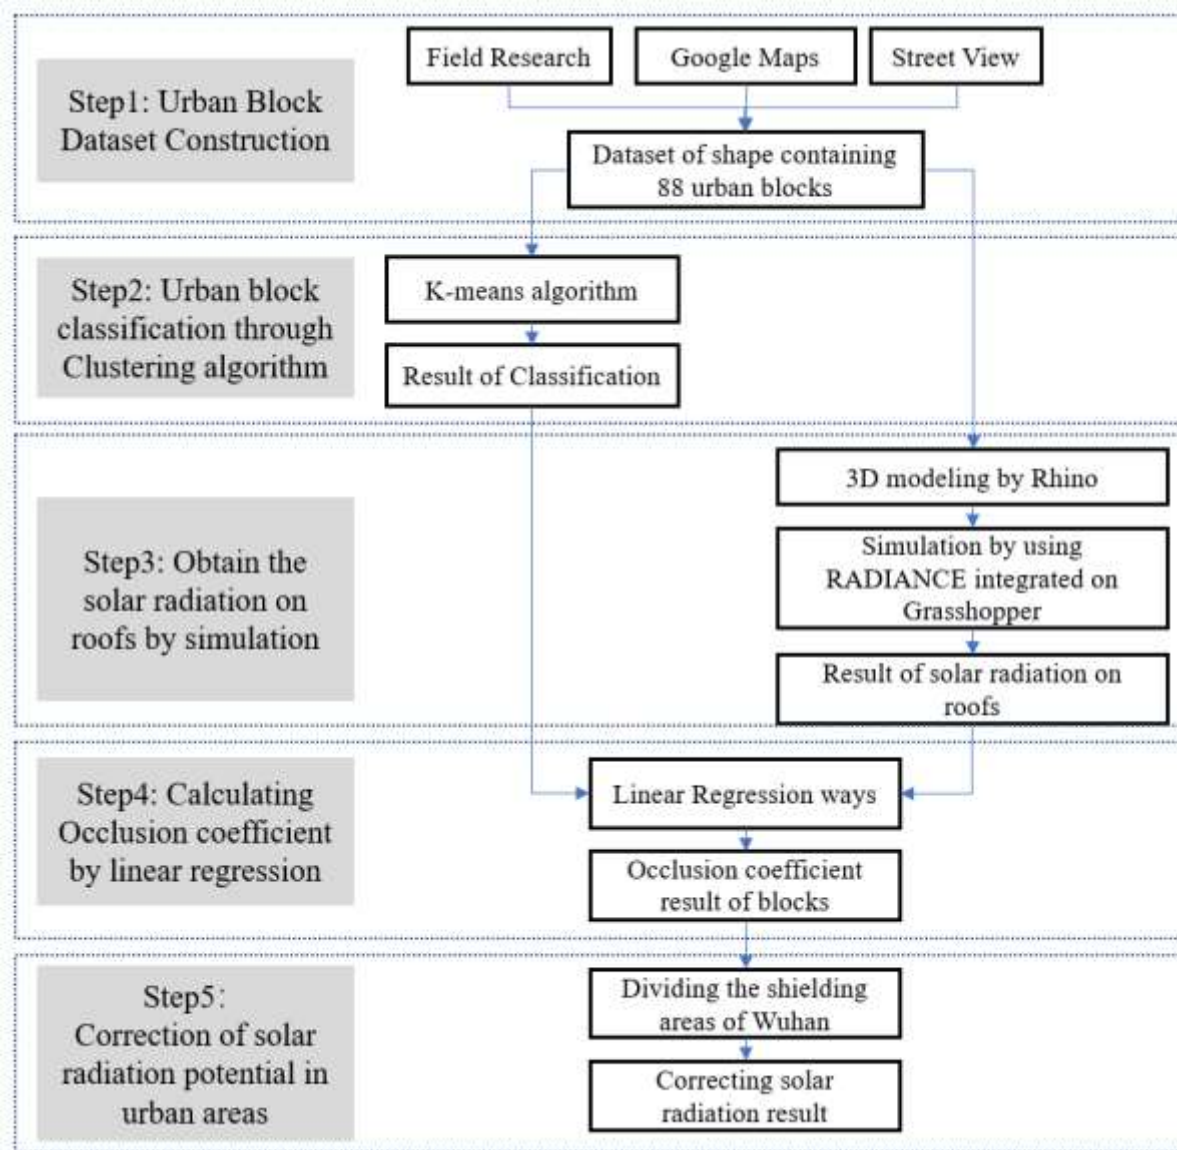 Step1: Urban Block
Dataset Construction
Field Research
Google Maps
Street View
Dataset of shape containing
88 urban blocks
Step2: Urban block
classification through
Clustering algorithm
K-means algorithm
Result of Classification
Step3: Obtain the
solar radiation on
roofs by simulation
3D modeling by Rhino
Simulation by using
RADIANCE integrated on
Grasshopper
Result of solar radiation on
roofs
Step4: Calculating
Occlusion coefficient
by linear regression
Linear Regression ways
Occlusion coefficient
result of blocks
Step5:
Correction of solar
radiation potential in
urban areas
Dividing the shielding
areas of Wuhan
Correcting solar
radiation result